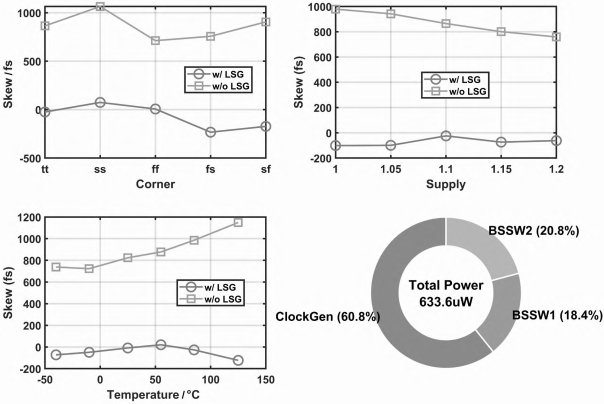 1000
500
0
-500
Skew / fs
w/ LSG
w/o LSG
tt
ss
ff
fs
sf
Corner
1000
800
600
400
200
0
-200
Skew (fs)
w/ LSG
w/o LSG
1
1.05
1.1
1.15
1.2
Supply
1200
1000
800
600
400
200
0
-200
Skew (fs)
w/ LSG
w/o LSG
-50
0
50
100
150
Temperature / °C
BSSW2 (20.8%)
Total Power
633.6uW
ClockGen (60.8%)
BSSW1 (18.4%)